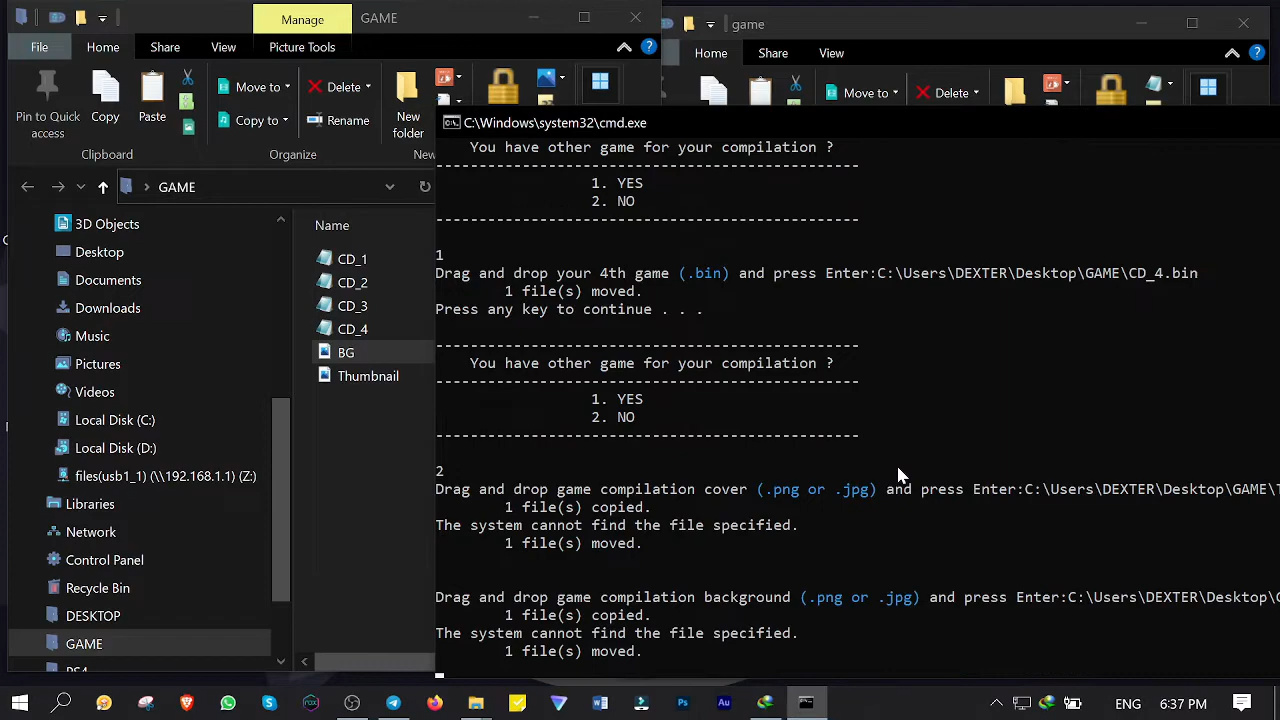 Manage
GAME
game
File
Home
Share
View
Picture Tools
Home
Share
View
Pin to Quick access
Copy
Paste
Move to
Copy to
Delete
Rename
New folder
Move to
Delete
Clipboard
Organize
New
GAME
C:\Windows\system32\cmd.exe
3D Objects
Desktop
Documents
Downloads
Music
Pictures
Videos
Local Disk (C:)
Local Disk (D:)
files(usb1_1) (\\192.168.1.1) (Z:)
Libraries
Network
Control Panel
Recycle Bin
DESKTOP
GAME
PS4
Name
CD_1
CD_2
CD_3
CD_4
BG
Thumbnail
You have other game for your compilation ?
-------------------------------------------------
1. YES
2. NO
-------------------------------------------------
1
Drag and drop your 4th game (.bin) and press Enter:C:\Users\DEXTER\Desktop\GAME\CD_4.bin
1 file(s) moved.
Press any key to continue . . .
-------------------------------------------------
You have other game for your compilation ?
-------------------------------------------------
1. YES
2. NO
-------------------------------------------------
2
Drag and drop game compilation cover (.png or .jpg) and press Enter:C:\Users\DEXTER\Desktop\GAME\T
1 file(s) copied.
The system cannot find the file specified.
1 file(s) moved.
Drag and drop game compilation background (.png or .jpg) and press Enter:C:\Users\DEXTER\Desktop\G
1 file(s) copied.
The system cannot find the file specified.
1 file(s) moved.
ENG
6:37 PM